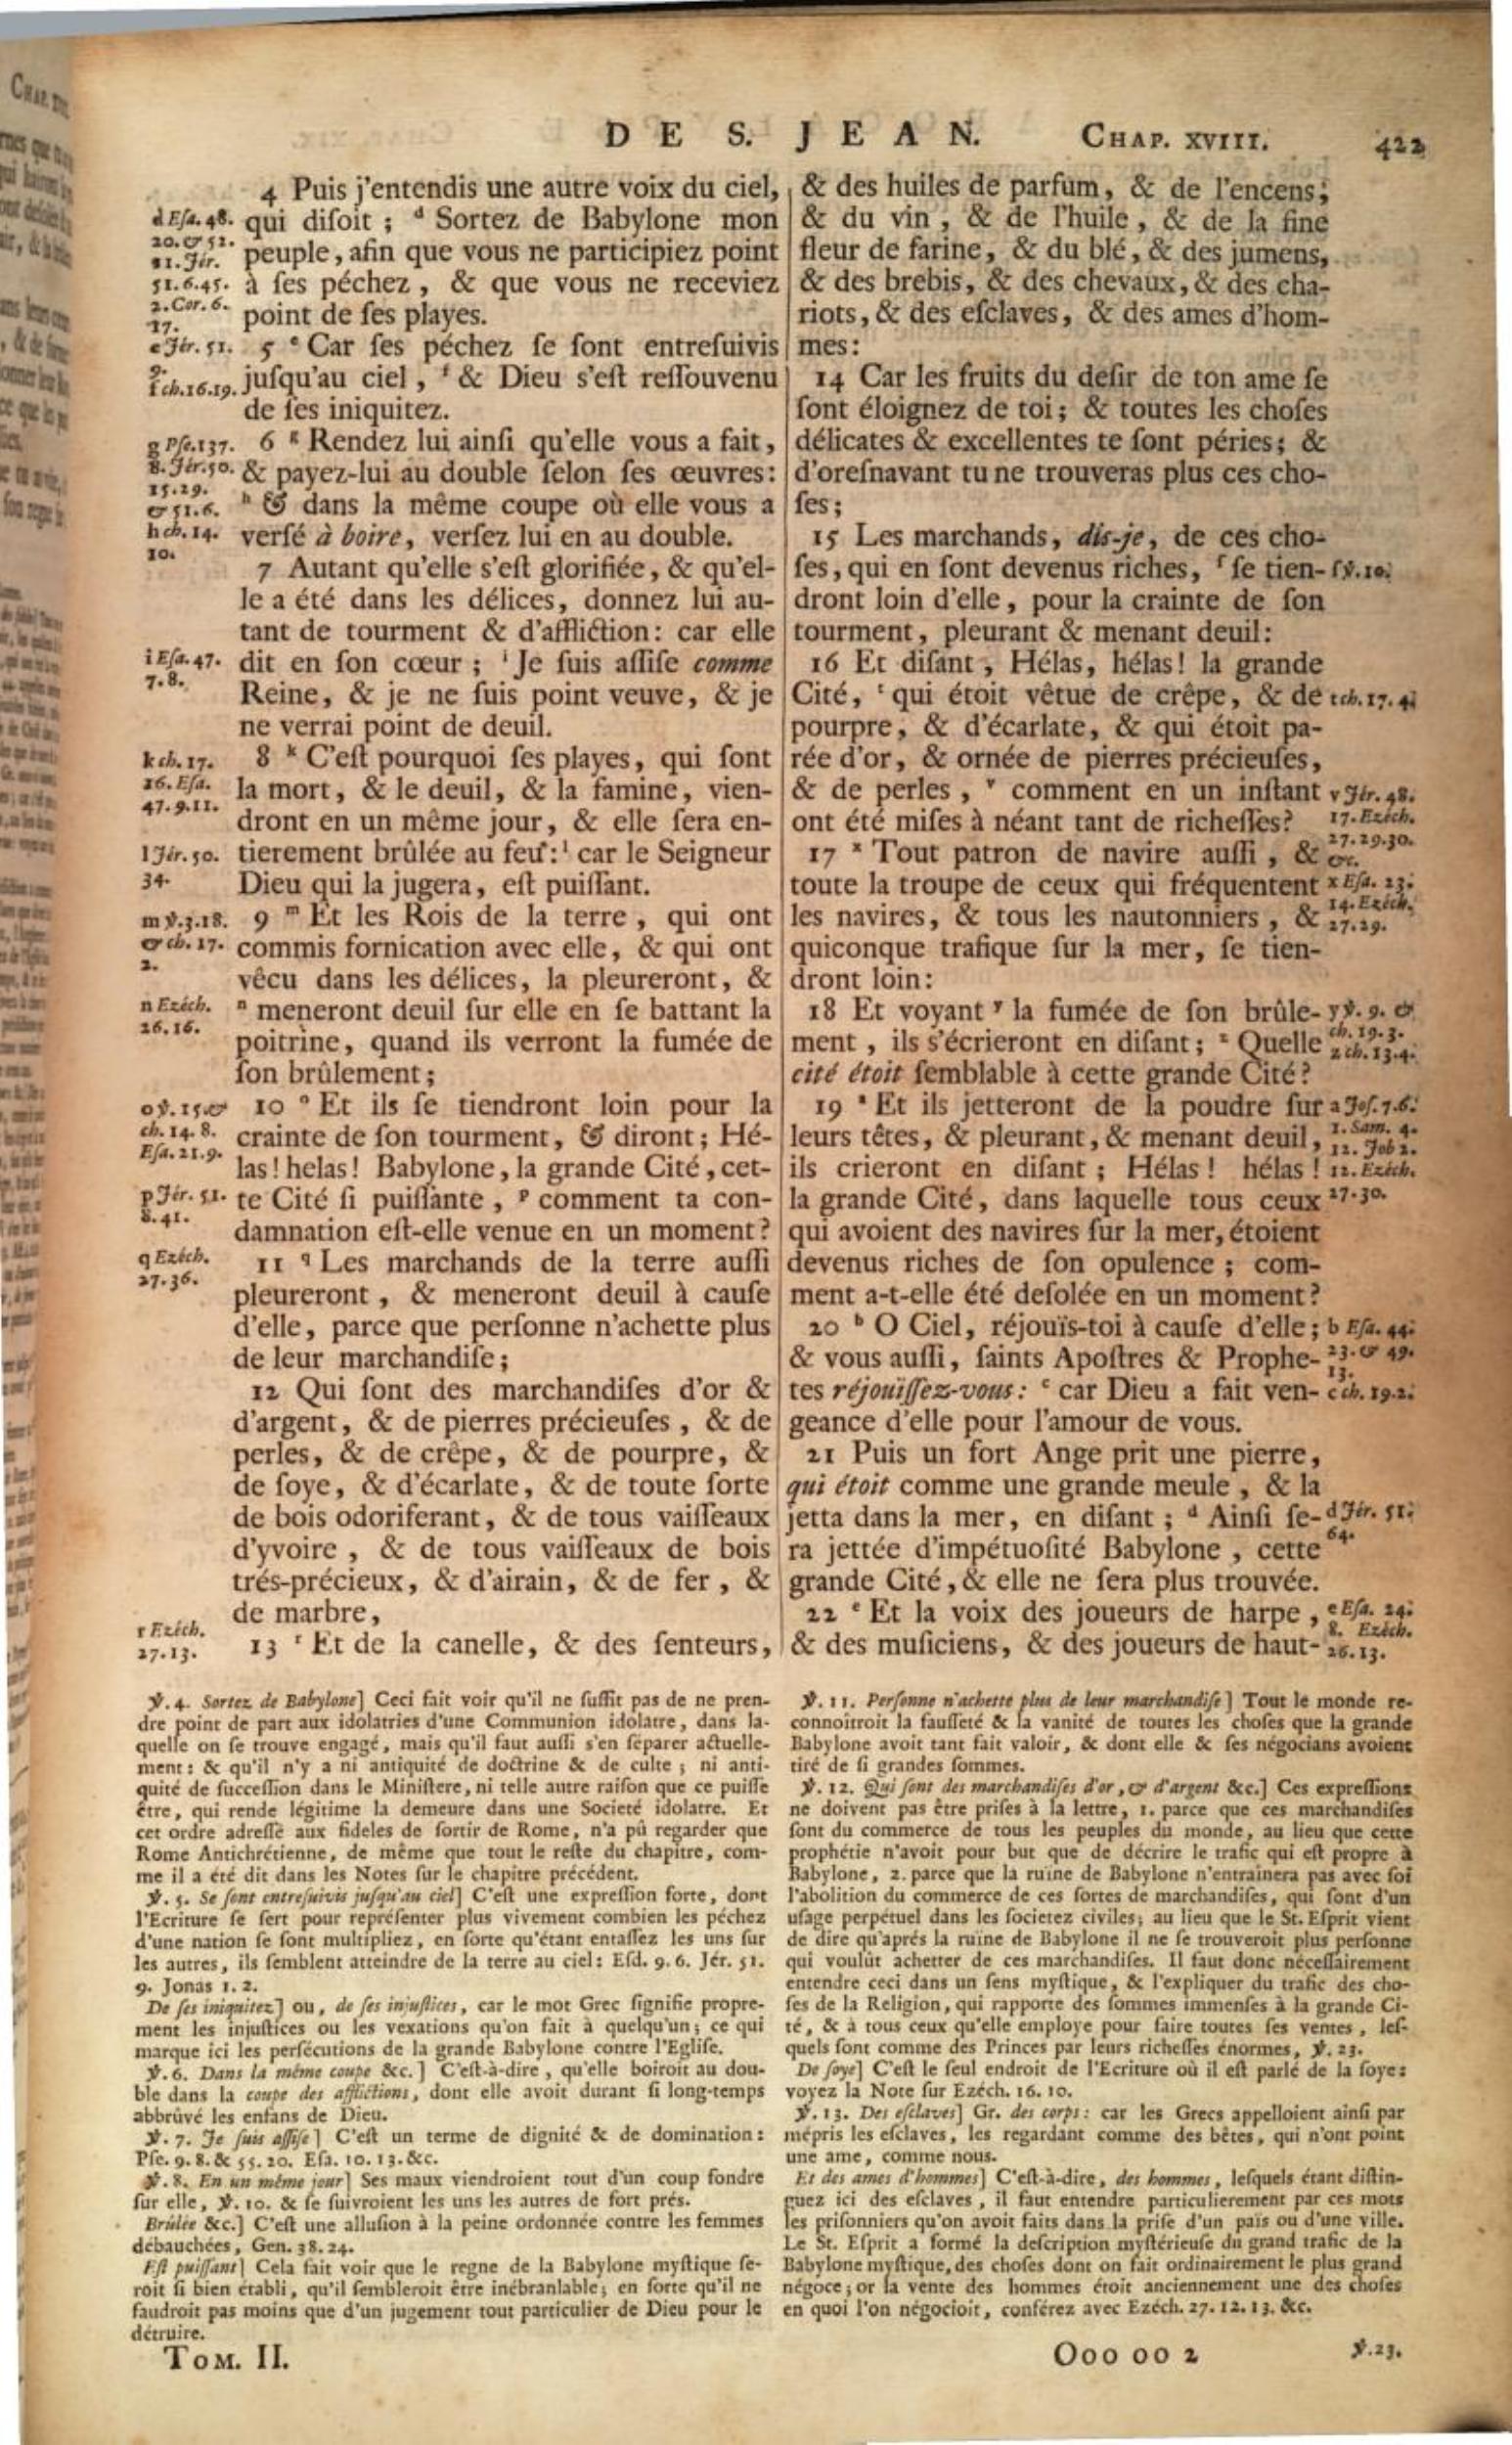 DE S. JEAN. CHAP. XVIII. 422
4 Puis j'entendis une autre voix du ciel,
qui diſoit ; ᵈ Sortez de Babylone mon
peuple, afin que vous ne participiez point
à ſes péchez, & que vous ne receviez
point de ſes playes.
5 ᵉ Car ſes péchez ſe ſont entreſuivis
juſqu'au ciel, ᶠ & Dieu s'eſt reſſouvenu
de ſes iniquitez.
6 ᵍ Rendez lui ainſi qu'elle vous a fait,
& payez-lui au double ſelon ſes œuvres:
ʰ & dans la même coupe où elle vous a
verſé à boire, verſez lui en au double.
7 Autant qu'elle s'eſt glorifiée, & qu'el-
le a été dans les délices, donnez lui au-
tant de tourment & d'affliction: car elle
dit en ſon cœur ; ⁱ Je ſuis aſſiſe comme
Reine, & je ne ſuis point veuve, & je
ne verrai point de deuil.
8 ᵏ C'eſt pourquoi ſes playes, qui ſont
la mort, & le deuil, & la famine, vien-
dront en un même jour, & elle ſera en-
tierement brûlée au feu: ˡ car le Seigneur
Dieu qui la jugera, eſt puiſſant.
9 ᵐ Et les Rois de la terre, qui ont
commis fornication avec elle, & qui ont
vêcu dans les délices, la pleureront, &
ⁿ meneront deuil ſur elle en ſe battant la
poitrine, quand ils verront la fumée de
ſon brûlement;
10 ᵒ Et ils ſe tiendront loin pour la
crainte de ſon tourment, & diront; Hé-
las! helas! Babylone, la grande Cité, cet-
te Cité ſi puiſſante, ᵖ comment ta con-
damnation eſt-elle venue en un moment?
11 q Les marchands de la terre auſſi
pleureront, & meneront deuil à cauſe
d'elle, parce que perſonne n'achette plus
de leur marchandiſe;
12 Qui ſont des marchandiſes d'or &
d'argent, & de pierres précieuſes, & de
perles, & de crêpe, & de pourpre, &
de ſoye, & d'écarlate, & de toute ſorte
de bois odoriferant, & de tous vaiſſeaux
d'yvoire, & de tous vaiſſeaux de bois
trés-précieux, & d'airain, & de fer, &
de marbre,
13 ʳ Et de la canelle, & des ſenteurs,
d Eſa. 48.
20. & 52.
11. Jér.
51.6.45.
2. Cor. 6.
17.
e Jér. 51.
9.
f ch.16.19.
g Pſe.137.
8. Jér.50.
15.29.
& 51.6.
h ch. 14.
10.
i Eſa. 47.
7.8.
k ch. 17.
16. Eſa.
47.9.11.
l Jér. 50.
34.
m ℣.3.18.
& ch. 17.
2.
n Ezéch.
26.16.
o ℣.15.&
ch. 14. 8.
Eſa. 21.9.
p Jér. 51.
8.41.
q Ezéch.
27.36.
r Ezéch.
27.13.
& des huiles de parfum, & de l'encens;
& du vin, & de l'huile, & de la fine
fleur de farine, & du blé, & des jumens,
& des brebis, & des chevaux, & des cha-
riots, & des eſclaves, & des ames d'hom-
mes:
14 Car les fruits du deſir de ton ame ſe
ſont éloignez de toi; & toutes les choſes
délicates & excellentes te ſont péries; &
d'oreſnavant tu ne trouveras plus ces cho-
ſes;
15 Les marchands, dis-je, de ces cho-
ſes, qui en ſont devenus riches, ſ ſe tien-
dront loin d'elle, pour la crainte de ſon
tourment, pleurant & menant deuil:
16 Et diſant, Hélas, hélas! la grande
Cité, ᵗ qui étoit vêtue de crêpe, & de
pourpre, & d'écarlate, & qui étoit pa-
rée d'or, & ornée de pierres précieuſes,
& de perles, ᵛ comment en un inſtant
ont été miſes à néant tant de richeſſes?
17 ˣ Tout patron de navire auſſi, &
toute la troupe de ceux qui fréquentent
les navires, & tous les nautonniers, &
quiconque trafique ſur la mer, ſe tien-
dront loin:
18 Et voyant ʸ la fumée de ſon brûle-
ment, ils s'écrieront en diſant; ᶻ Quelle
cité étoit ſemblable à cette grande Cité?
19 ᵃ Et ils jetteront de la poudre ſur
leurs têtes, & pleurant, & menant deuil,
ils crieront en diſant ; Hélas! hélas!
la grande Cité, dans laquelle tous ceux
qui avoient des navires ſur la mer, étoient
devenus riches de ſon opulence ; com-
ment a-t-elle été deſolée en un moment?
20 ᵇ O Ciel, réjouïs-toi à cauſe d'elle;
& vous auſſi, ſaints Apoſtres & Prophe-
tes réjouïſſez-vous: ᶜ car Dieu a fait ven-
geance d'elle pour l'amour de vous.
21 Puis un fort Ange prit une pierre,
qui étoit comme une grande meule, & la
jetta dans la mer, en diſant ; ᵈ Ainſi ſe-
ra jettée d'impétuoſité Babylone, cette
grande Cité, & elle ne ſera plus trouvée.
22 ᵉ Et la voix des joueurs de harpe,
& des muſiciens, & des joueurs de haut-
ſ ℣.10.
t ch. 17. 4.
v Jér. 48.
17. Ezéch.
27.29.30.
&c.
x Eſa. 23.
14. Ezéch.
27.29.
y ℣. 9. &
ch. 19.3.
z ch. 13.4.
a Joſ. 7.6.
1. Sam. 4.
12. Job 2.
12. Ezéch.
27.30.
b Eſa. 44.
23. & 49.
13.
c ch. 19.2.
d Jér. 51.
64.
e Eſa. 24.
8. Ezéch.
26.13.
℣. 4. Sortez de Babylone] Ceci fait voir qu'il ne ſuffit pas de ne pren-
dre point de part aux idolatries d'une Communion idolatre, dans la-
quelle on ſe trouve engagé, mais qu'il faut auſſi s'en ſéparer actuelle-
ment: & qu'il n'y a ni antiquité de doctrine & de culte ; ni anti-
quité de ſucceſſion dans le Miniſtere, ni telle autre raiſon que ce puiſſe
être, qui rende légitime la demeure dans une Societé idolatre. Et
cet ordre adreſſé aux fideles de ſortir de Rome, n'a pû regarder que
Rome Antichrétienne, de même que tout le reſte du chapitre, com-
me il a été dit dans les Notes ſur le chapitre précédent.
℣. 5. Se ſont entreſuivis juſqu'au ciel] C'eſt une expreſſion forte, dont
l'Ecriture ſe ſert pour repréſenter plus vivement combien les péchez
d'une nation ſe ſont multipliez, en ſorte qu'étant entaſſez les uns ſur
les autres, ils ſemblent atteindre de la terre au ciel: Eſd. 9. 6. Jér. 51.
9. Jonas 1. 2.
De ſes iniquitez] ou, de ſes injuſtices, car le mot Grec ſignifie propre-
ment les injuſtices ou les vexations qu'on fait à quelqu'un; ce qui
marque ici les perſécutions de la grande Babylone contre l'Egliſe.
℣. 6. Dans la même coupe &c.] C'eſt-à-dire, qu'elle boiroit au dou-
ble dans la coupe des afflictions, dont elle avoit durant ſi long-temps
abbrûvé les enfans de Dieu.
℣. 7. Je ſuis aſſiſe] C'eſt un terme de dignité & de domination:
Pſe. 9. 8. & 55. 20. Eſa. 10. 13. &c.
℣. 8. En un même jour] Ses maux viendroient tout d'un coup fondre
ſur elle, ℣. 10. & ſe ſuivroient les uns les autres de fort prés.
Brûlée &c.] C'eſt une alluſion à la peine ordonnée contre les femmes
débauchées, Gen. 38. 24.
Eſt puiſſant] Cela fait voir que le regne de la Babylone myſtique ſe-
roit ſi bien établi, qu'il ſembleroit être inébranlable; en ſorte qu'il ne
faudroit pas moins que d'un jugement tout particulier de Dieu pour le
détruire.
℣. 11. Perſonne n'achette plus de leur marchandiſe] Tout le monde re-
connoîtroit la fauſſeté & la vanité de toutes les choſes que la grande
Babylone avoit tant fait valoir, & dont elle & ſes négocians avoient
tiré de ſi grandes ſommes.
℣. 12. Qui ſont des marchandiſes d'or, & d'argent &c.] Ces expreſſions
ne doivent pas être priſes à la lettre, 1. parce que ces marchandiſes
ſont du commerce de tous les peuples du monde, au lieu que cette
prophétie n'avoit pour but que de décrire le trafic qui eſt propre à
Babylone, 2. parce que la ruïne de Babylone n'entraînera pas avec ſoi
l'abolition du commerce de ces ſortes de marchandiſes, qui ſont d'un
uſage perpétuel dans les ſocietez civiles; au lieu que le St. Eſprit vient
de dire qu'aprés la ruïne de Babylone il ne ſe trouveroit plus perſonne
qui voulût achetter de ces marchandiſes. Il faut donc néceſſairement
entendre ceci dans un ſens myſtique, & l'expliquer du trafic des cho-
ſes de la Religion, qui rapporte des ſommes immenſes à la grande Ci-
té, & à tous ceux qu'elle employe pour faire toutes ſes ventes, leſ-
quels ſont comme des Princes par leurs richeſſes énormes, ℣. 23.
De ſoye] C'eſt le ſeul endroit de l'Ecriture où il eſt parlé de la ſoye:
voyez la Note ſur Ezéch. 16. 10.
℣. 13. Des eſclaves] Gr. des corps: car les Grecs appelloient ainſi par
mépris les eſclaves, les regardant comme des bêtes, qui n'ont point
une ame, comme nous.
Et des ames d'hommes] C'eſt-à-dire, des hommes, leſquels étant diſtin-
guez ici des eſclaves, il faut entendre particulierement par ces mots
les priſonniers qu'on avoit faits dans la priſe d'un païs ou d'une ville.
Le St. Eſprit a formé la deſcription myſtérieuſe du grand trafic de la
Babylone myſtique, des choſes dont on fait ordinairement le plus grand
négoce; or la vente des hommes étoit anciennement une des choſes
en quoi l'on négocioit, conférez avec Ezéch. 27. 12. 13. &c.
TOM. II. Ooo oo 2 ℣.23.